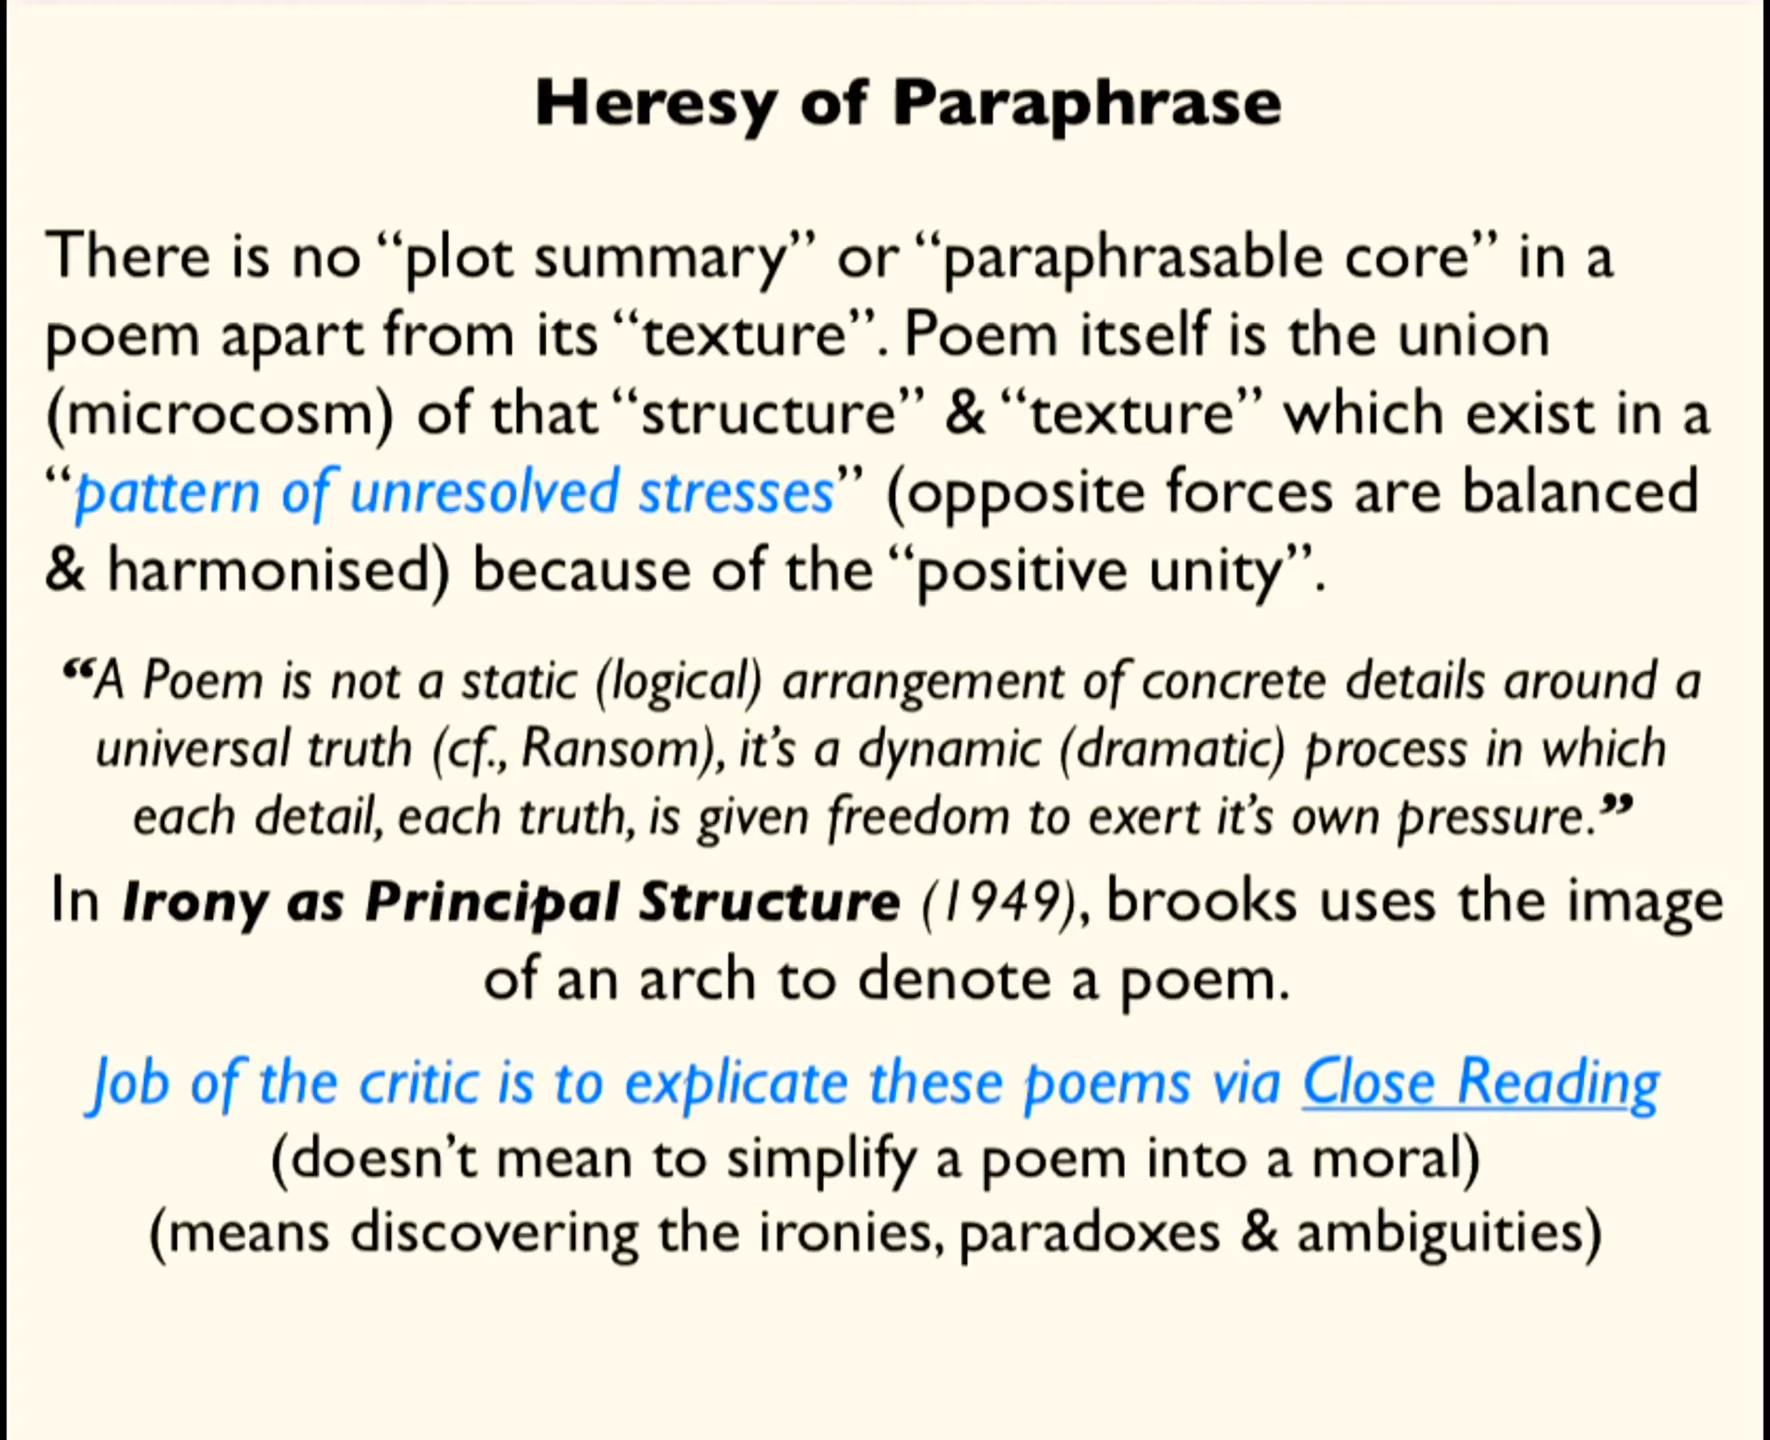 Heresy of Paraphrase
There is no “plot summary” or “paraphrasable core” in a
poem apart from its “texture”. Poem itself is the union
(microcosm) of that “structure” & “texture” which exist in a
“pattern of unresolved stresses” (opposite forces are balanced
& harmonised) because of the “positive unity”.
“A Poem is not a static (logical) arrangement of concrete details around a
universal truth (cf., Ransom), it’s a dynamic (dramatic) process in which
each detail, each truth, is given freedom to exert it’s own pressure.”
In Irony as Principal Structure (1949), brooks uses the image
of an arch to denote a poem.
Job of the critic is to explicate these poems via Close Reading
(doesn’t mean to simplify a poem into a moral)
(means discovering the ironies, paradoxes & ambiguities)